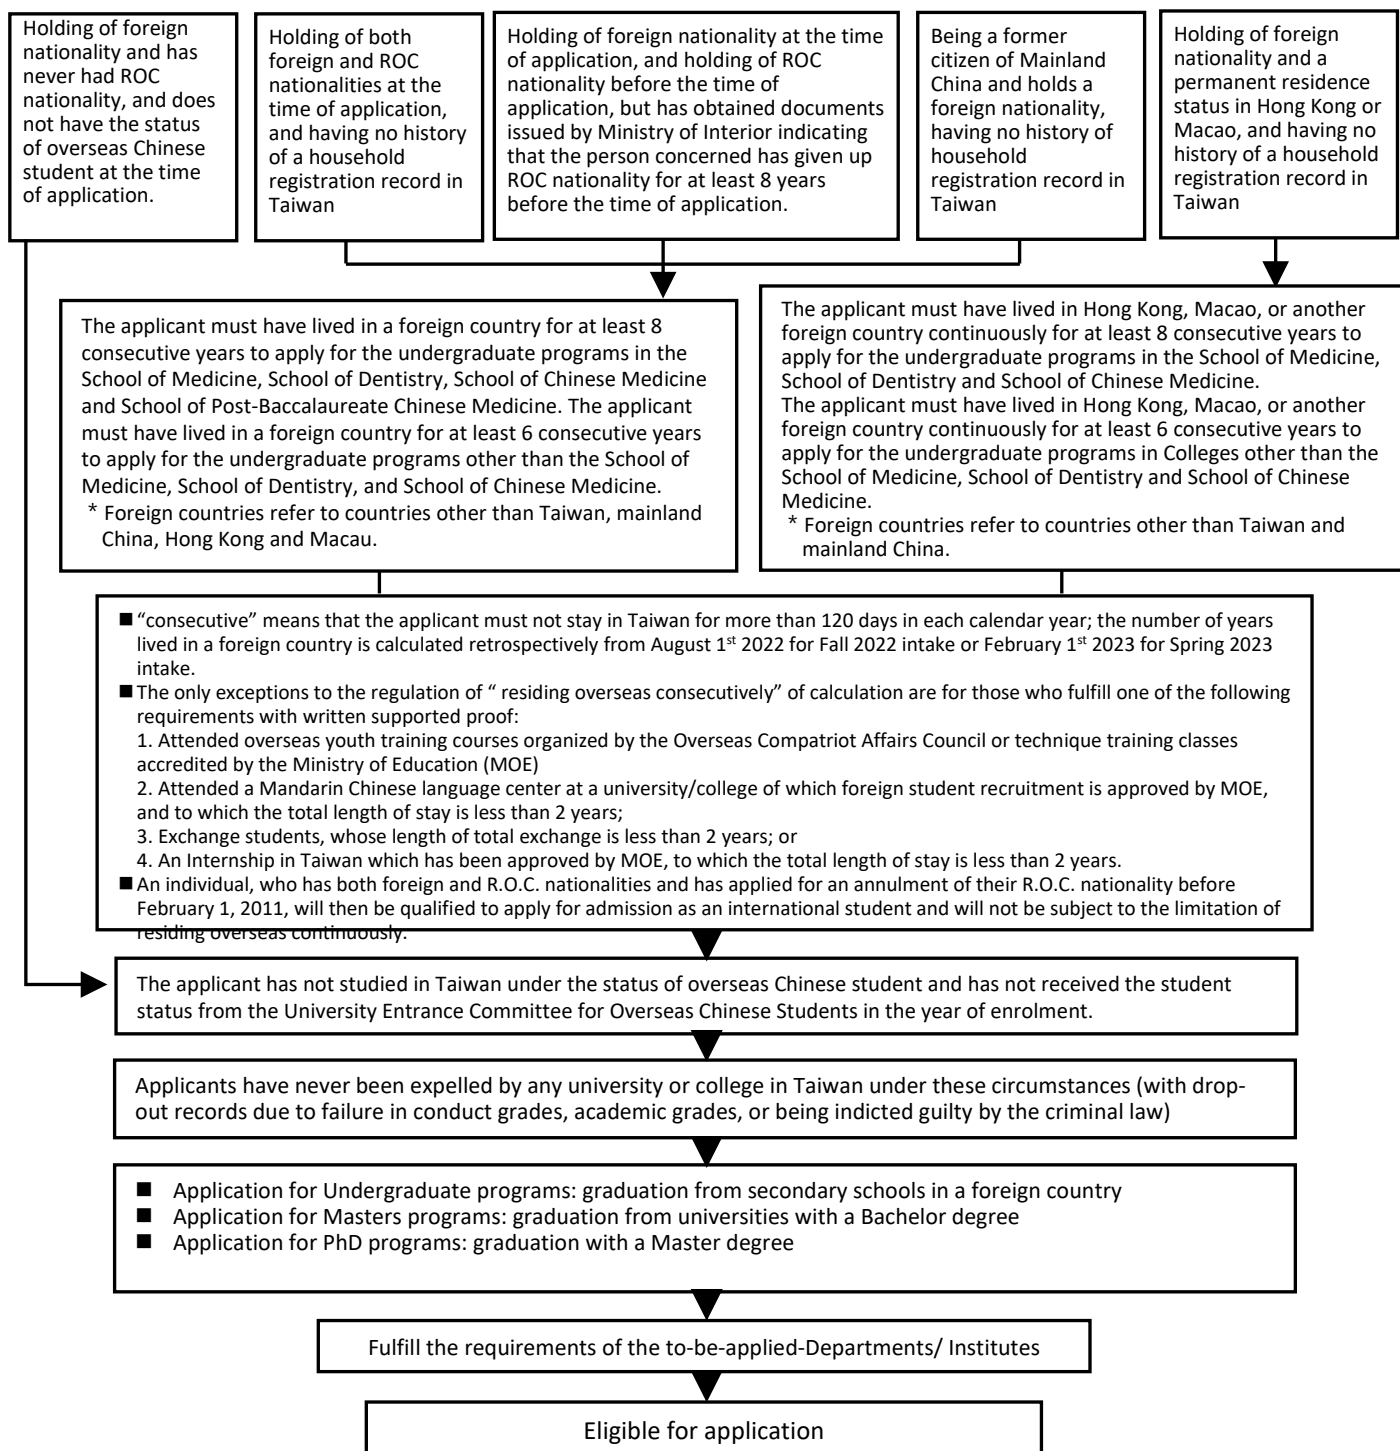 Holding of foreign
nationality and has
never had ROC
nationality, and does
not have the status
of overseas Chinese
student at the time
of application.
Holding of both
foreign and ROC
nationalities at the
time of application,
and having no history
of a household
registration record in
Taiwan
Holding of foreign nationality at the time
of application, and holding of ROC
nationality before the time of
application, but has obtained documents
issued by Ministry of Interior indicating
that the person concerned has given up
ROC nationality for at least 8 years
before the time of application.
Being a former
citizen of Mainland
China and holds a
foreign nationality,
having no history of
household
registration record in
Taiwan
Holding of foreign
nationality and a
permanent residence
status in Hong Kong or
Macao, and having no
history of a household
registration record in
Taiwan
The applicant must have lived in a foreign country for at least 8
consecutive years to apply for the undergraduate programs in the
School of Medicine, School of Dentistry, School of Chinese Medicine
and School of Post-Baccalaureate Chinese Medicine. The applicant
must have lived in a foreign country for at least 6 consecutive years
to apply for the undergraduate programs other than the School of
Medicine, School of Dentistry, and School of Chinese Medicine.
* Foreign countries refer to countries other than Taiwan, mainland
China, Hong Kong and Macau.
The applicant must have lived in Hong Kong, Macao, or another
foreign country continuously for at least 8 consecutive years to
apply for the undergraduate programs in the School of Medicine,
School of Dentistry and School of Chinese Medicine.
The applicant must have lived in Hong Kong, Macao, or another
foreign country continuously for at least 6 consecutive years to
apply for the undergraduate programs in Colleges other than the
School of Medicine, School of Dentistry and School of Chinese
Medicine.
* Foreign countries refer to countries other than Taiwan and
mainland China.
■ “consecutive” means that the applicant must not stay in Taiwan for more than 120 days in each calendar year; the number of years
lived in a foreign country is calculated retrospectively from August 1st 2022 for Fall 2022 intake or February 1st 2023 for Spring 2023
intake.
■ The only exceptions to the regulation of “ residing overseas consecutively” of calculation are for those who fulfill one of the following
requirements with written supported proof:
1. Attended overseas youth training courses organized by the Overseas Compatriot Affairs Council or technique training classes
accredited by the Ministry of Education (MOE)
2. Attended a Mandarin Chinese language center at a university/college of which foreign student recruitment is approved by MOE,
and to which the total length of stay is less than 2 years;
3. Exchange students, whose length of total exchange is less than 2 years; or
4. An Internship in Taiwan which has been approved by MOE, to which the total length of stay is less than 2 years.
■ An individual, who has both foreign and R.O.C. nationalities and has applied for an annulment of their R.O.C. nationality before
February 1, 2011, will then be qualified to apply for admission as an international student and will not be subject to the limitation of
residing overseas continuously.
The applicant has not studied in Taiwan under the status of overseas Chinese student and has not received the student
status from the University Entrance Committee for Overseas Chinese Students in the year of enrolment.
Applicants have never been expelled by any university or college in Taiwan under these circumstances (with drop-
out records due to failure in conduct grades, academic grades, or being indicted guilty by the criminal law)
■ Application for Undergraduate programs: graduation from secondary schools in a foreign country
■ Application for Masters programs: graduation from universities with a Bachelor degree
■ Application for PhD programs: graduation with a Master degree
Fulfill the requirements of the to-be-applied-Departments/ Institutes
Eligible for application